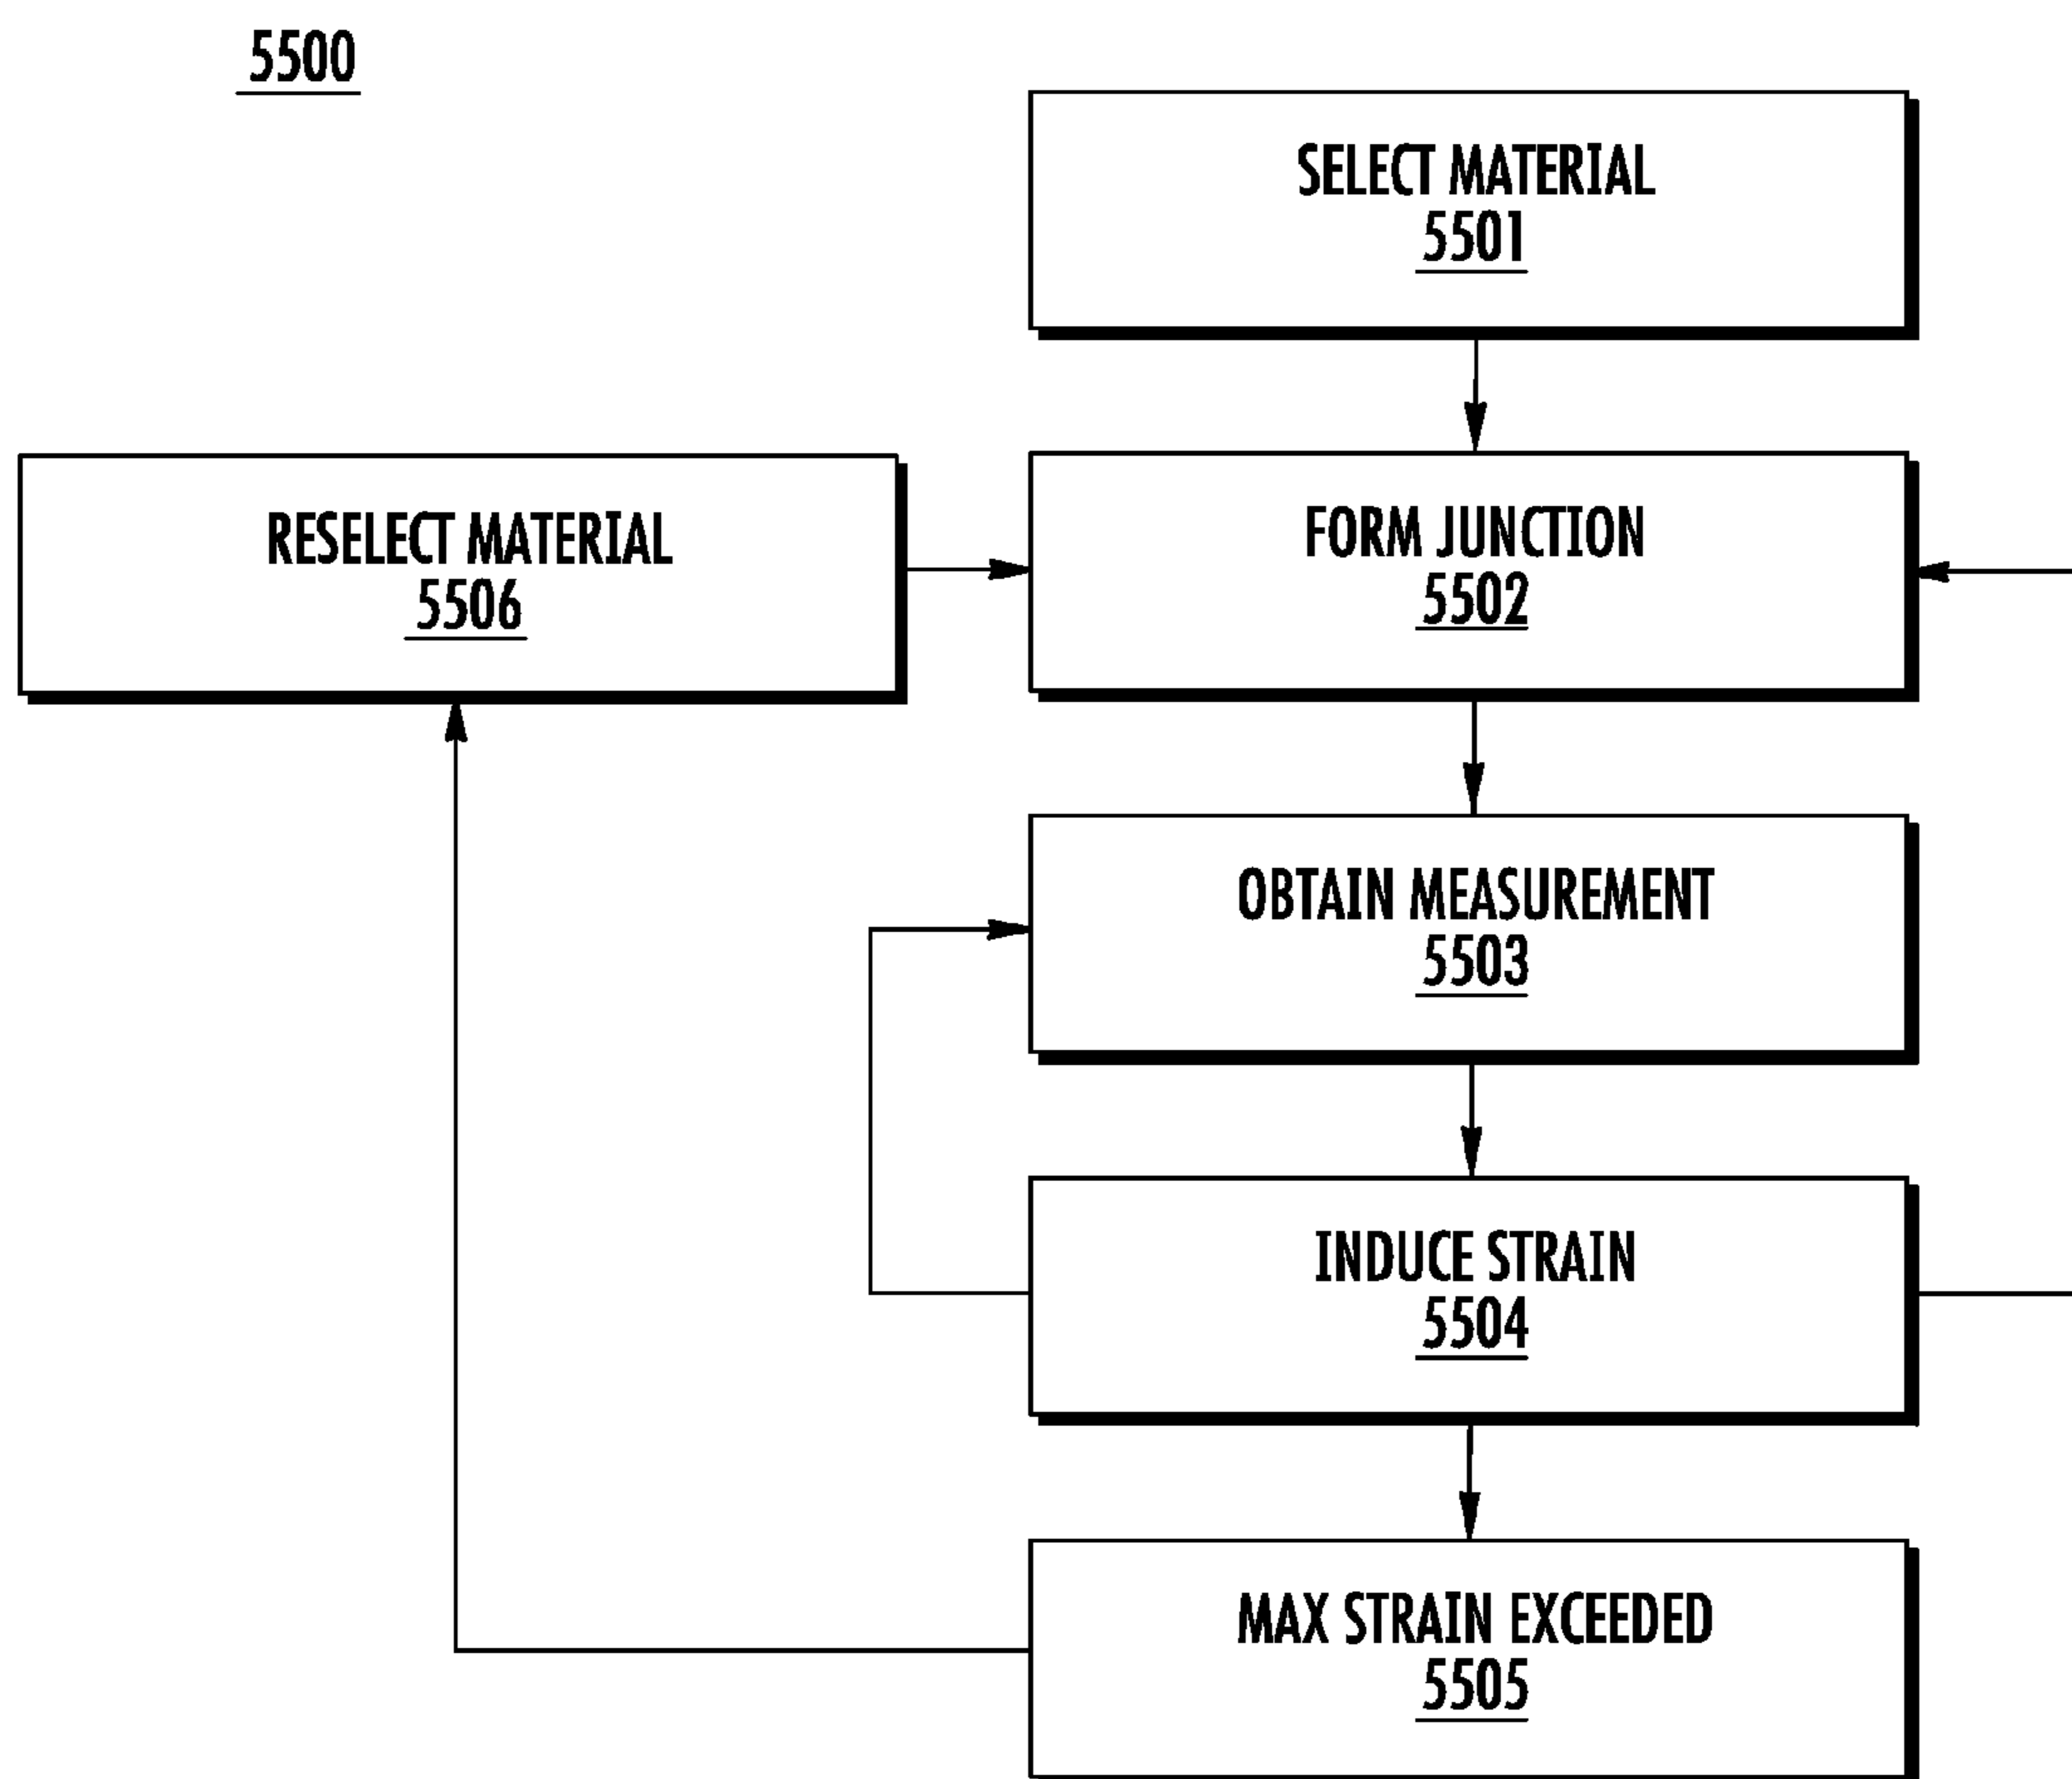 5500
SELECT MATERIAL
5501
RESELECT MATERIAL
5506
FORM JUNCTION
5502
OBTAIN MEASUREMENT
5503
INDUCE STRAIN
5504
MAX STRAIN EXCEEDED
5505